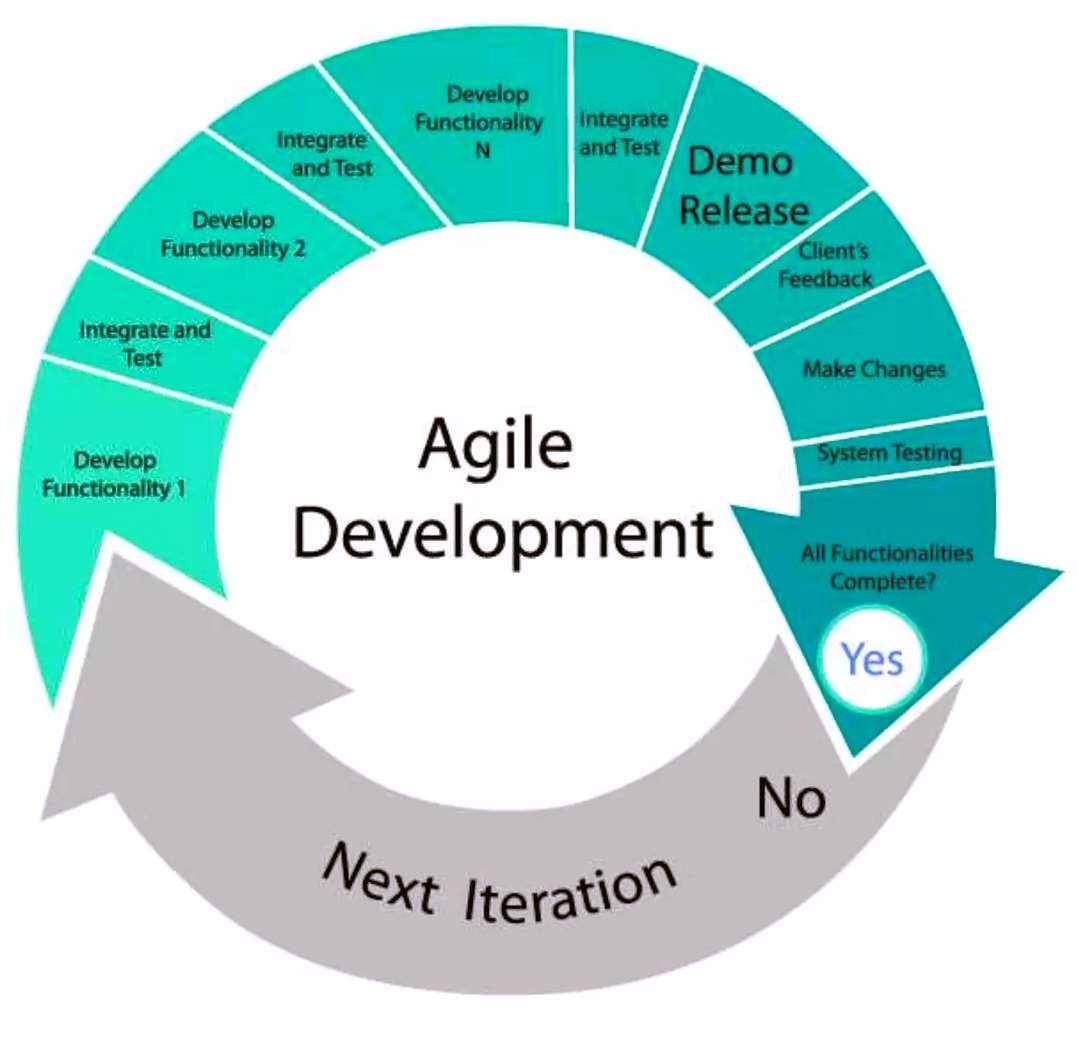 Develop
Functionality 1
Integrate and
Test
Develop
Functionality 2
Integrate
and Test
Develop
Functionality
N
Integrate
and Test
Demo
Release
Client's
Feedback
Make Changes
System Testing
All Functionalities
Complete?
Yes
No
Next Iteration
Agile
Development